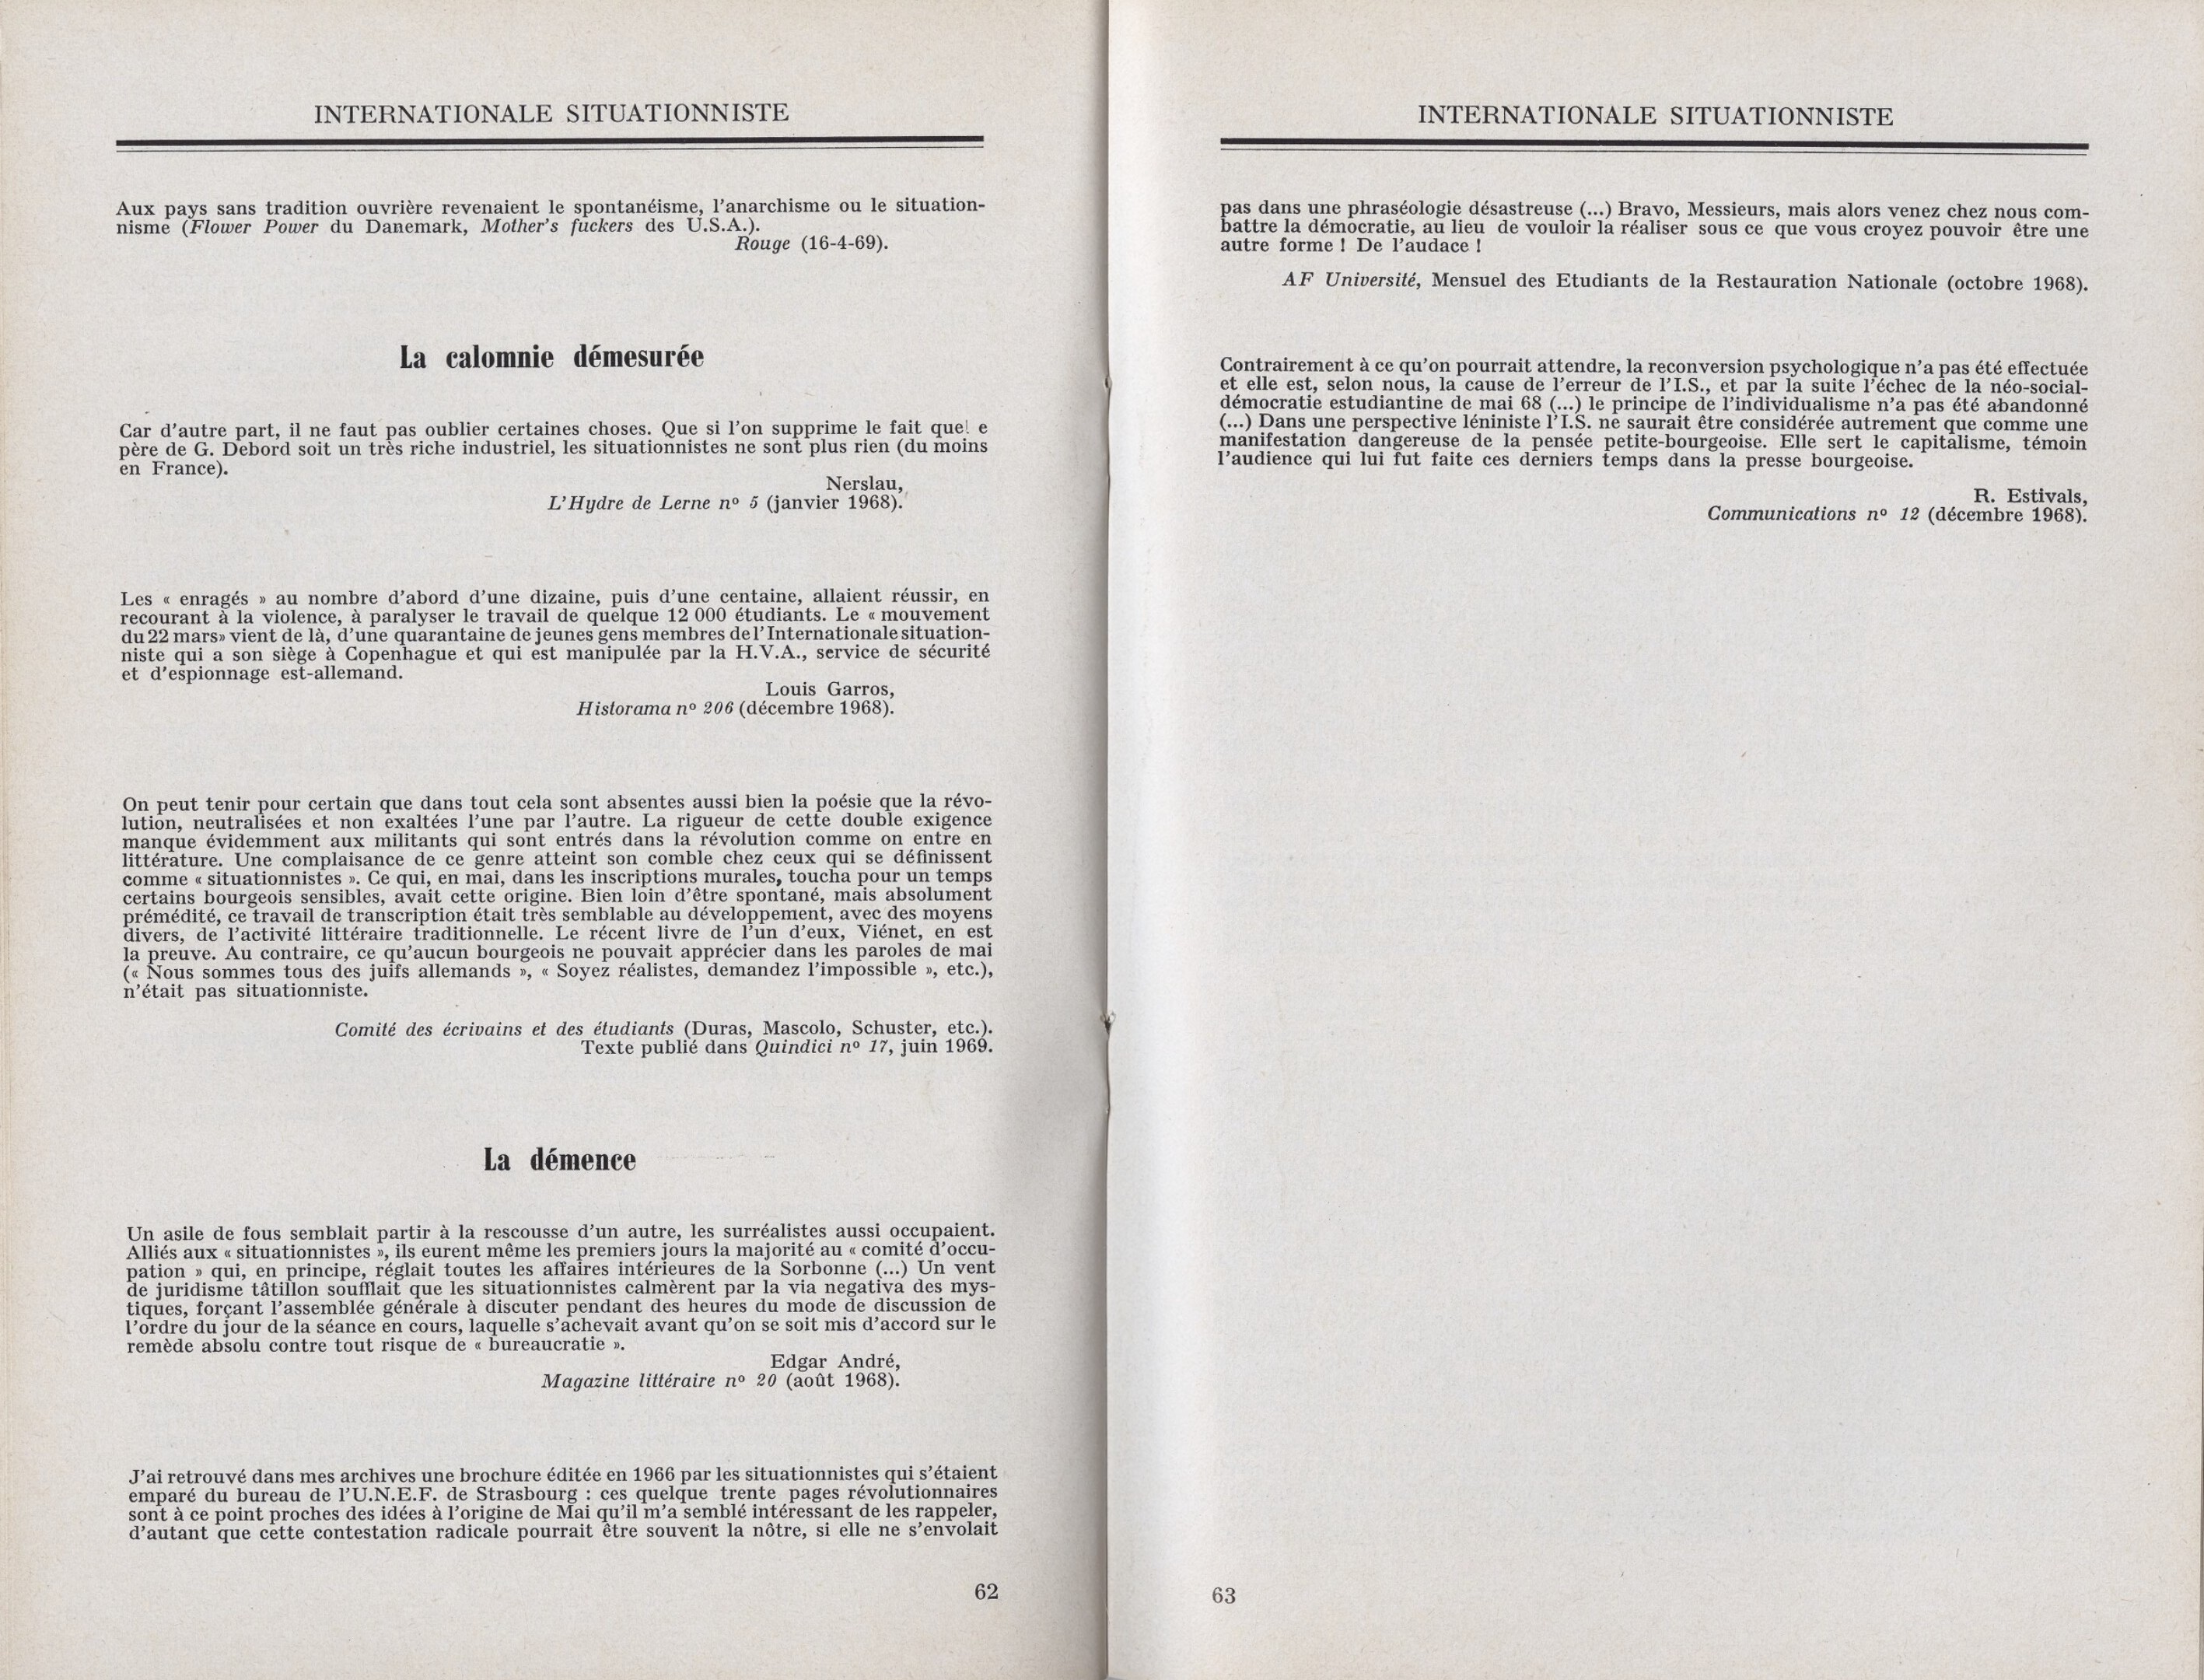 INTERNATIONALE SITUATIONNISTE
Aux pays sans tradition ouvrière revenaient le spontanéisme, l'anarchisme ou le situation-
nisme (Flower Power du Danemark, Mother's fuckers des U.S.A.).
Rouge (16-4-69).
La calomnie démesurée
Car d'autre part, il ne faut pas oublier certaines choses. Que si l'on supprime le fait quel e
père de G. Debord soit un très riche industriel, les situationnistes ne sont plus rien (du moins
en France).
Nerslau,
L'Hydre de Lerne nº 5 (janvier 1968).
Les « enragés » au nombre d'abord d'une dizaine, puis d'une centaine, allaient réussir, en
recourant à la violence, à paralyser le travail de quelque 12 000 étudiants. Le « mouvement
du 22 mars» vient de là, d'une quarantaine de jeunes gens membres de l'Internationale situation-
niste qui a son siège à Copenhague et qui est manipulée par la H.V.A., service de sécurité
et d'espionnage est-allemand.
Louis Garros,
Historama nº 206 (décembre 1968).
On peut tenir pour certain que dans tout cela sont absentes aussi bien la poésie que la révo-
lution, neutralisées et non exaltées l'une par l'autre. La rigueur de cette double exigence
manque évidemment aux militants qui sont entrés dans la révolution comme on entre en
littérature. Une complaisance de ce genre atteint son comble chez ceux qui se définissent
comme « situationnistes ». Ce qui, en mai, dans les inscriptions murales, toucha pour un temps
certains bourgeois sensibles, avait cette origine. Bien loin d'être spontané, mais absolument
prémédité, ce travail de transcription était très semblable au développement, avec des moyens
divers, de l'activité littéraire traditionnelle. Le récent livre de l'un d'eux, Viénet, en est
la preuve. Au contraire, ce qu'aucun bourgeois ne pouvait apprécier dans les paroles de mai
(« Nous sommes tous des juifs allemands », « Soyez réalistes, demandez l'impossible », etc.),
n'était pas situationniste.
Comité des écrivains et des étudiants (Duras, Mascolo, Schuster, etc.).
Texte publié dans Quindici nº 17, juin 1969.
La démence
Un asile de fous semblait partir à la rescousse d'un autre, les surréalistes aussi occupaient.
Alliés aux « situationnistes », ils eurent même les premiers jours la majorité au « comité d'occu-
pation » qui, en principe, réglait toutes les affaires intérieures de la Sorbonne (...) Un vent
de juridisme tâtillon soufflait que les situationnistes calmèrent par la via negativa des mys-
tiques, forçant l'assemblée générale à discuter pendant des heures du mode de discussion de
l'ordre du jour de la séance en cours, laquelle s'achevait avant qu'on se soit mis d'accord sur le
remède absolu contre tout risque de « bureaucratie ».
Edgar André,
Magazine littéraire nº 20 (août 1968).
J'ai retrouvé dans mes archives une brochure éditée en 1966 par les situationnistes qui s'étaient
emparé du bureau de l'U.N.E.F. de Strasbourg : ces quelque trente pages révolutionnaires
sont à ce point proches des idées à l'origine de Mai qu'il m'a semblé intéressant de les rappeler,
d'autant que cette contestation radicale pourrait être souvent la nôtre, si elle ne s'envolait
62
INTERNATIONALE SITUATIONNISTE
pas dans une phraséologie désastreuse (...) Bravo, Messieurs, mais alors venez chez nous com-
battre la démocratie, au lieu de vouloir la réaliser sous ce que vous croyez pouvoir être une
autre forme ! De l'audace !
AF Université, Mensuel des Etudiants de la Restauration Nationale (octobre 1968).
Contrairement à ce qu'on pourrait attendre, la reconversion psychologique n'a pas été effectuée
et elle est, selon nous, la cause de l'erreur de l'I.S., et par la suite l'échec de la néo-social-
démocratie estudiantine de mai 68 (...) le principe de l'individualisme n'a pas été abandonné
(...) Dans une perspective léniniste l'I.S. ne saurait être considérée autrement que comme une
manifestation dangereuse de la pensée petite-bourgeoise. Elle sert le capitalisme, témoin
l'audience qui lui fut faite ces derniers temps dans la presse bourgeoise.
R. Estivals,
Communications nº 12 (décembre 1968).
63